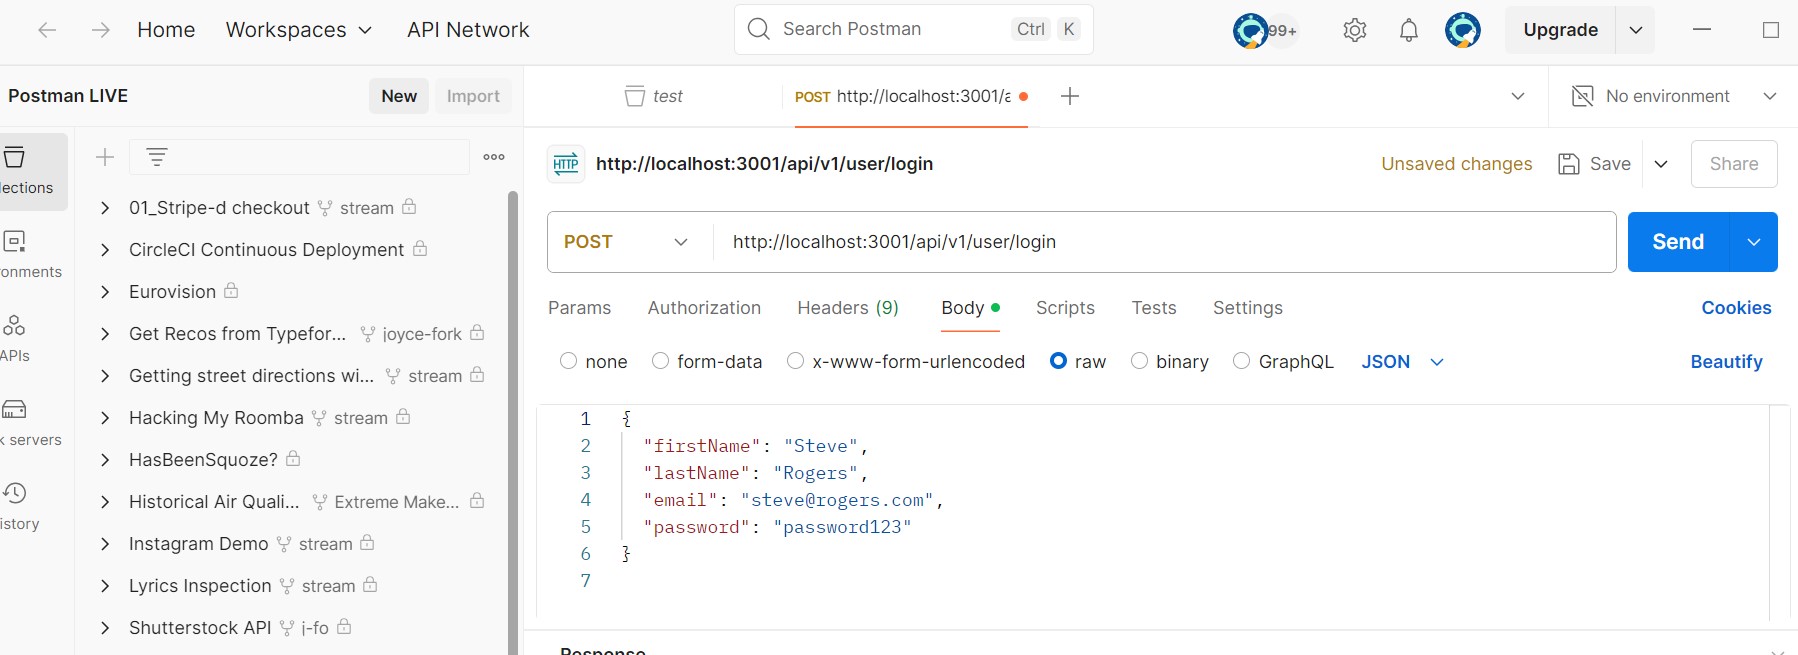 Home Workspaces API Network Search Postman Ctrl K 99+ Upgrade
Postman LIVE New Import test POST http://localhost:3001/a No environment
http://localhost:3001/api/v1/user/login Unsaved changes Save Share
lections
onments
APIs
k servers
istory
01_Stripe-d checkout stream
CircleCI Continuous Deployment
Eurovision
Get Recos from Typefor... joyce-fork
Getting street directions wi... stream
Hacking My Roomba stream
HasBeenSquoze?
Historical Air Quali... Extreme Make...
Instagram Demo stream
Lyrics Inspection stream
Shutterstock API j-fo
POST http://localhost:3001/api/v1/user/login Send
Params Authorization Headers (9) Body Scripts Tests Settings Cookies
none form-data x-www-form-urlencoded raw binary GraphQL JSON Beautify
1 {
2 "firstName": "Steve",
3 "lastName": "Rogers",
4 "email": "steve@rogers.com",
5 "password": "password123"
6 }
7
Response